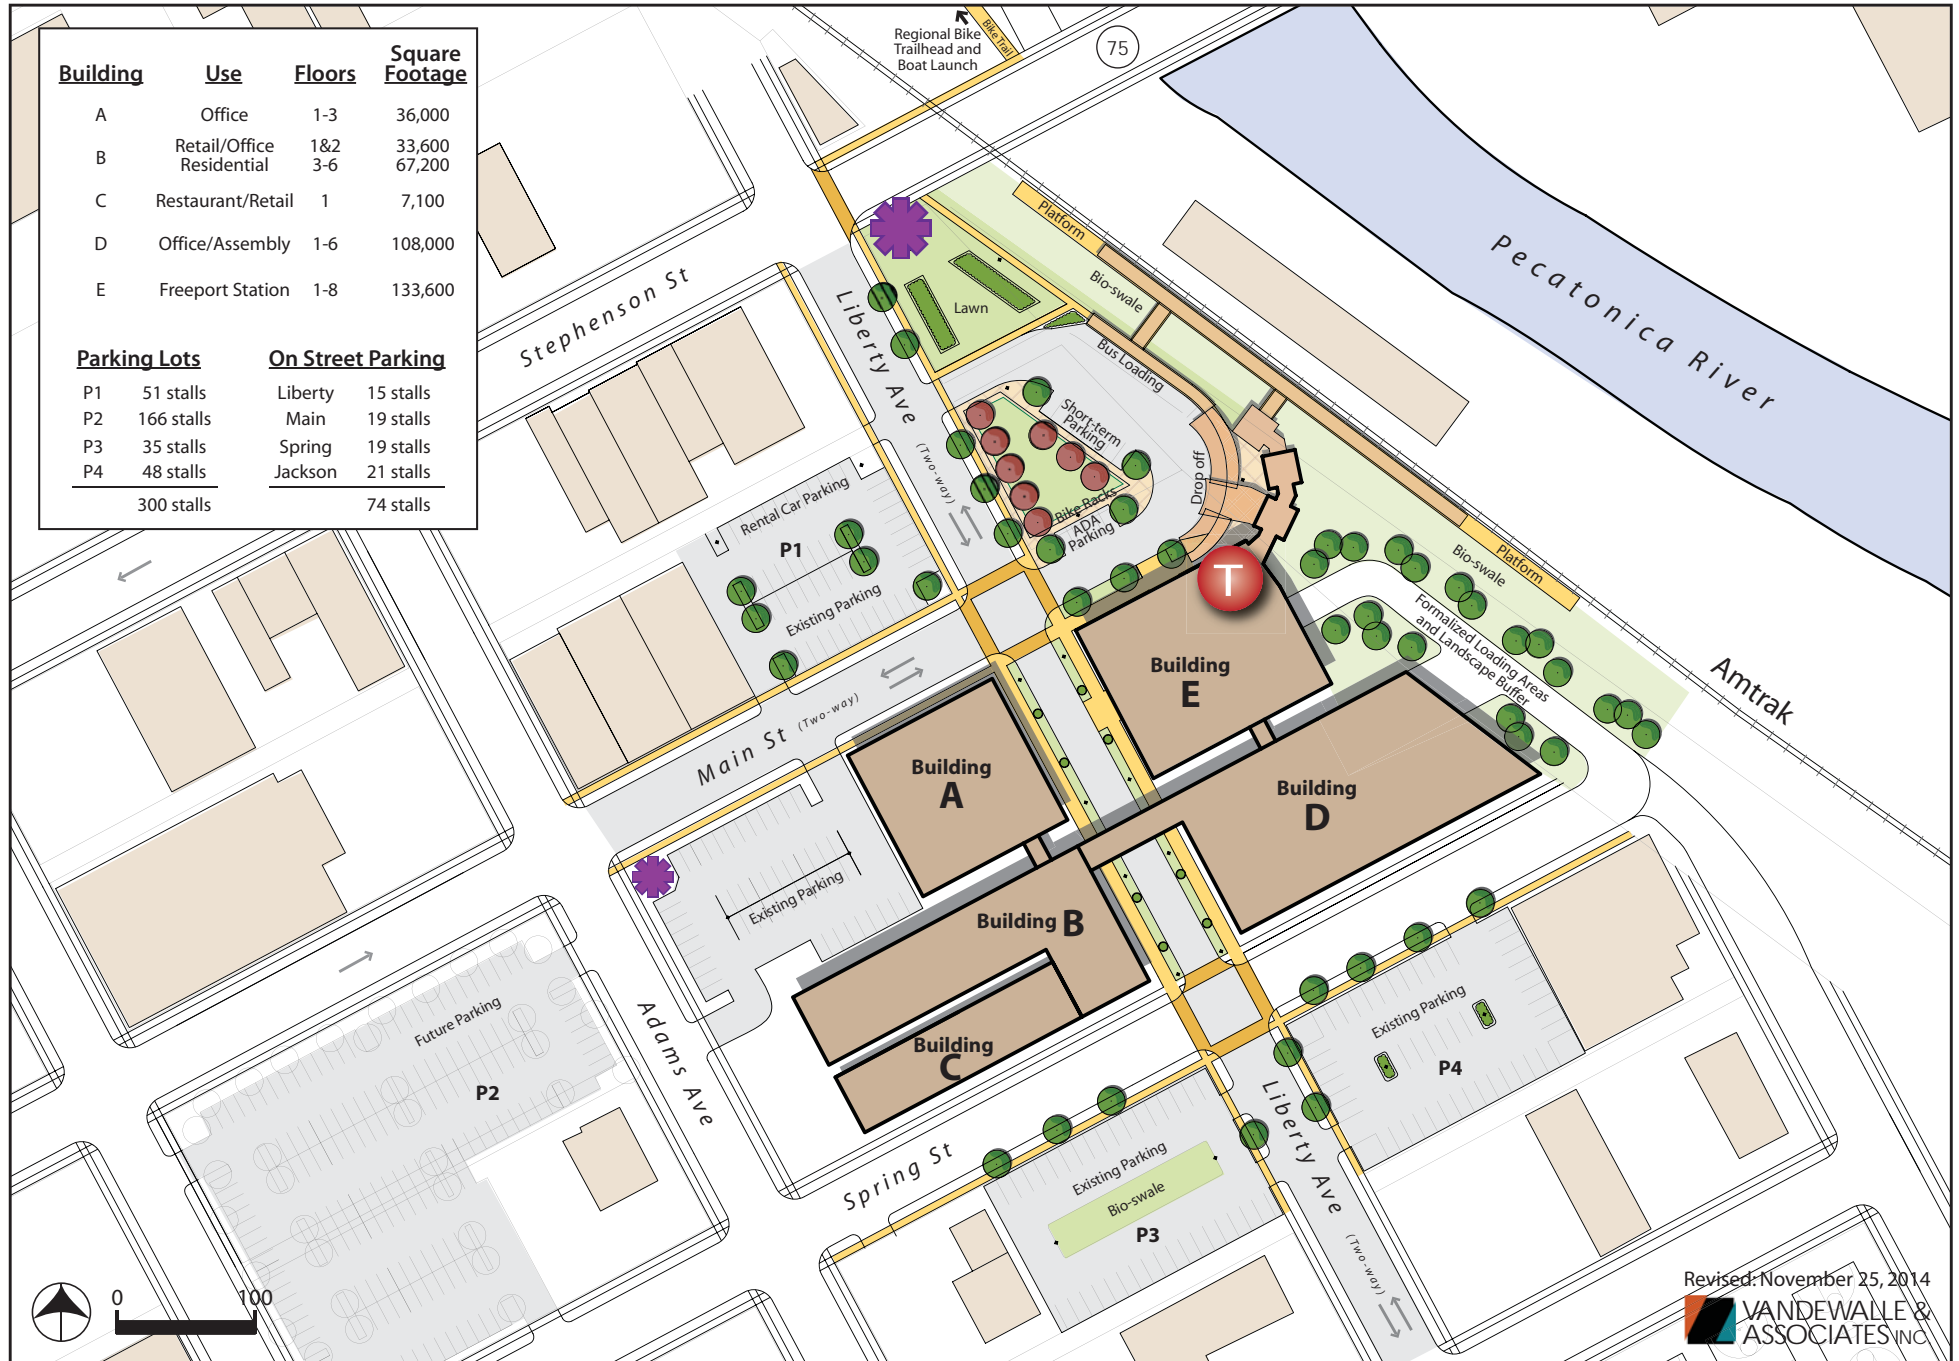 Building Use Floors Square Footage
A Office 1-3 36,000
B Retail/Office 1&2 33,600
Residential 3-6 67,200
C Restaurant/Retail 1 7,100
D Office/Assembly 1-6 108,000
E Freeport Station 1-8 133,600
Parking Lots
P1 51 stalls
P2 166 stalls
P3 35 stalls
P4 48 stalls
300 stalls
On Street Parking
Liberty 15 stalls
Main 19 stalls
Spring 19 stalls
Jackson 21 stalls
74 stalls
Regional Bike
Trailhead and
Boat Launch
Bike Trail
75
Platform
Bio-swale
Pecatonica River
Stephenson St
Liberty Ave
(Two-way)
Lawn
Bus Loading
Short-term
Parking
Drop off
Bike Racks
ADA
Parking
Rental Car Parking
P1
Existing Parking
T
Bio-swale
Platform
Formalized Loading Areas
and Landscape Buffer
Amtrak
Main St (Two-way)
Building
E
Building
A
Building
D
Existing Parking
Building B
Building
C
Future Parking
P2
Adams Ave
Existing Parking
P4
Spring St
Existing Parking
Bio-swale
P3
Liberty Ave
(Two-way)
0 100
Revised: November 25, 2014
VANDEWALLE &
ASSOCIATES INC